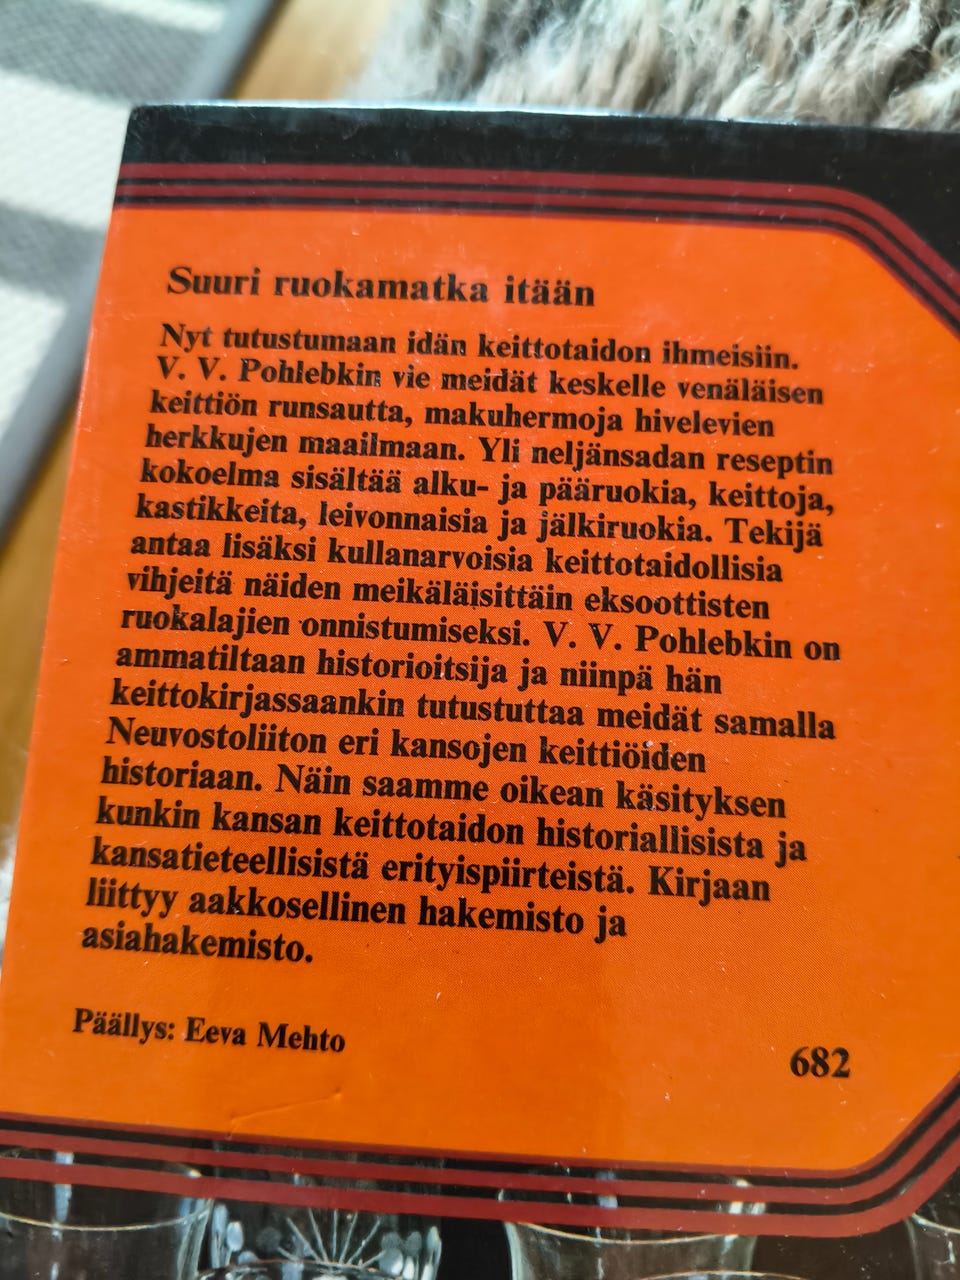 Suuri ruokamatka itään
Nyt tutustumaan idän keittotaidon ihmeisiin.
V. V. Pohlebkin vie meidät keskelle venäläisen
keittiön runsautta, makuhermoja hivelevien
herkkujen maailmaan. Yli neljänsadan reseptin
kokoelma sisältää alku- ja pääruokia, keittoja,
kastikkeita, leivonnaisia ja jälkiruokia. Tekijä
antaa lisäksi kullanarvoisia keittotaidollisia
vihjeitä näiden meikäläisittäin eksoottisten
ruokalajien onnistumiseksi. V. V. Pohlebkin on
ammatiltaan historioitsija ja niinpä hän
keittokirjassaankin tutustuttaa meidät samalla
Neuvostoliiton eri kansojen keittiöiden
historiaan. Näin saamme oikean käsityksen
kunkin kansan keittotaidon historiallisista ja
kansatieteellisistä erityispiirteistä. Kirjaan
liittyy aakkosellinen hakemisto ja
asiahakemisto.
Päällys: Eeva Mehto
682